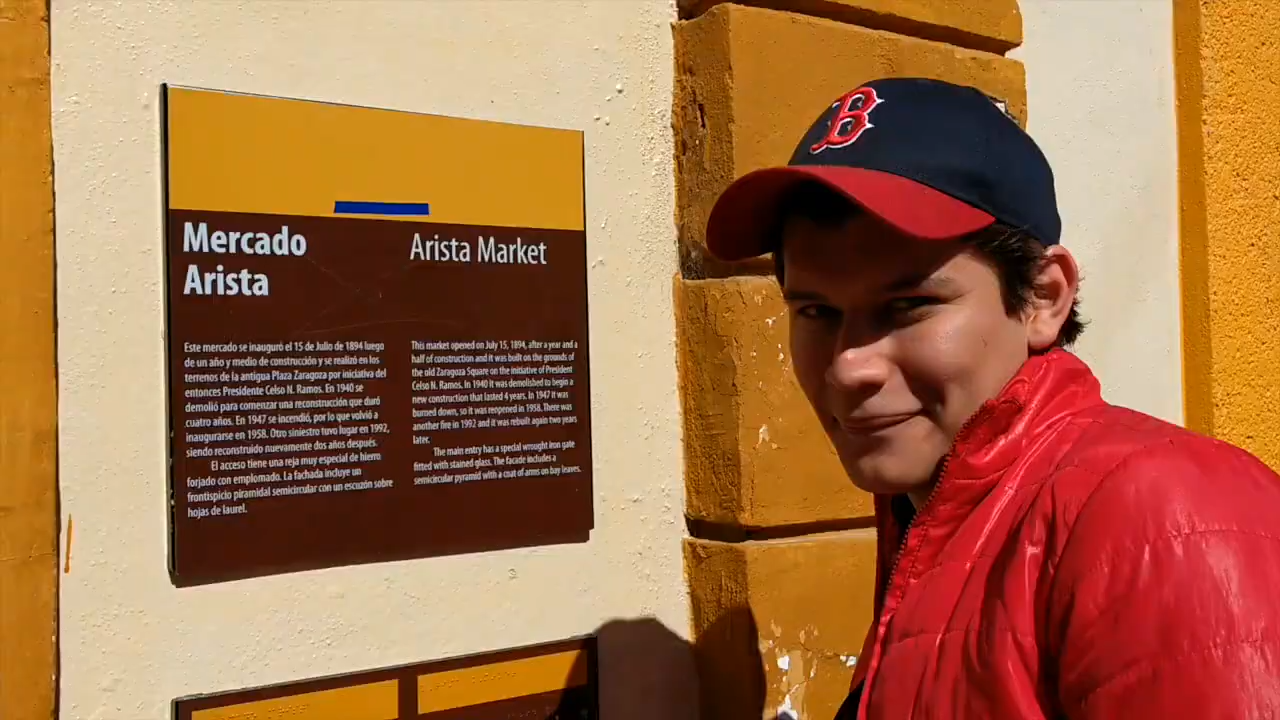 B
Mercado
Arista
Este mercado se inauguró el 15 de Julio de 1894 luego
de un año y medio de construcción y se realizó en los
terrenos de la antigua Plaza Zaragoza por iniciativa del
entonces Presidente Celso N. Ramos. En 1940 se
demolió para comenzar una reconstrucción que duró
cuatro años. En 1947 se incendió, por lo que volvió a
inaugurarse en 1958. Otro siniestro tuvo lugar en 1992,
siendo reconstruido nuevamente dos años después.
El acceso tiene una reja muy especial de hierro
forjado con emplomado. La fachada incluye un
frontispicio piramidal semicircular con un escuzón sobre
hojas de laurel.
Arista Market
This market opened on July 15, 1894, after a year and a
half of construction and it was built on the grounds of
the old Zaragoza Square on the initiative of President
Celso N. Ramos. In 1940 it was demolished to begin a
new construction that lasted 4 years. In 1947 it was
burned down, so it was reopened in 1958. There was
another fire in 1992 and it was rebuilt again two years
later.
The main entry has a special wrought iron gate
fitted with stained glass. The facade includes a
semicircular pyramid with a coat of arms on bay leaves.